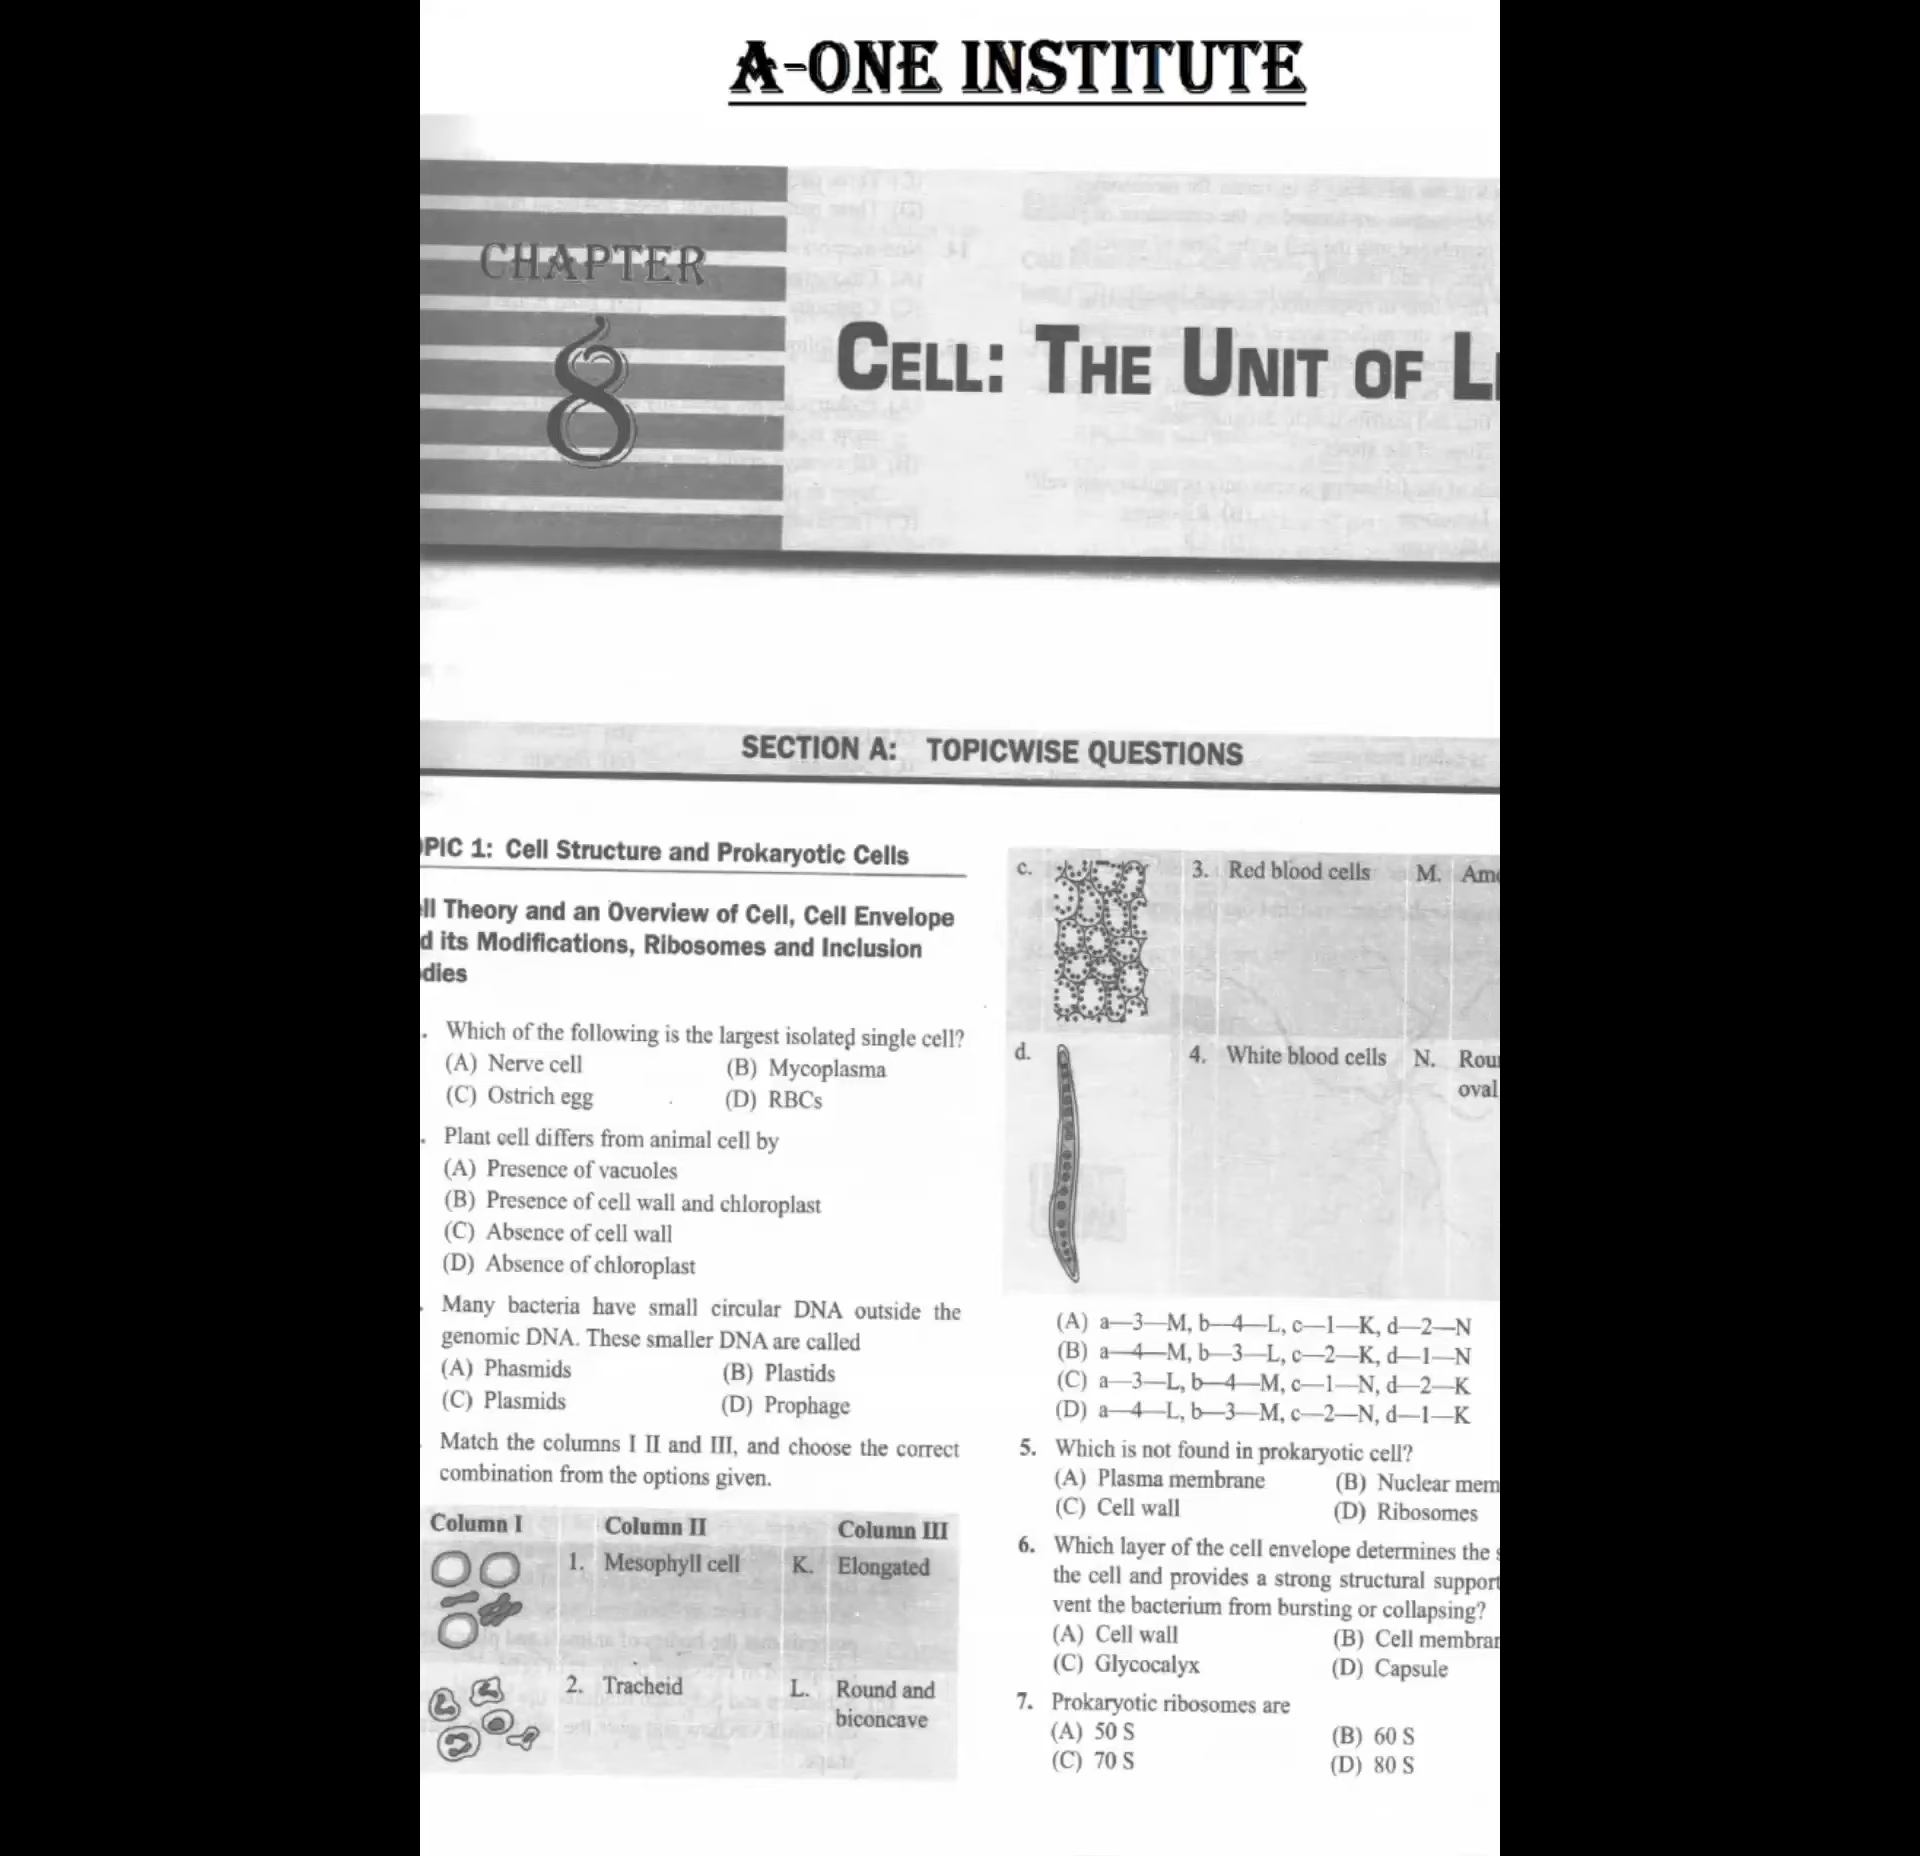 A-ONE INSTITUTE
CHAPTER
8
CELL: THE UNIT OF
SECTION A: TOPICWISE QUESTIONS
1: Cell Structure and Prokaryotic Cells
Theory and an Overview of Cell, Cell Envelope
its Modifications, Ribosomes and Inclusion
Which of the following is the largest isolated single cell?
(A) Nerve cell
(B) Mycoplasma
(C) Ostrich egg
(D) RBCs
Plant cell differs from animal cell by
(A) Presence of vacuoles
(B) Presence of cell wall and chloroplast
(C) Absence of cell wall
(D) Absence of chloroplast
Many bacteria have small circular DNA outside the
genomic DNA. These smaller DNA are called
(A) Phasmids
(B) Plastids
(C) Plasmids
(D) Prophage
Match the columns I II and III, and choose the correct
combination from the options given.
Column I Column II Column III
1. Mesophyll cell K. Elongated
2. Tracheid L. Round and
biconcave
c. 3. Red blood cells M.
d. 4. White blood cells N.
oval
(A) a—3—M, b—4—L, c—1—K, d—2—N
(B) a—4—M, b—3—L, c—2—K, d—1—N
(C) a—3—L, b—4—M, c—1—N, d—2—K
(D) a—4—L, b—3—M, c—2—N, d—1—K
5. Which is not found in prokaryotic cell?
(A) Plasma membrane
(B) Nuclear
(C) Cell wall
(D) Ribosomes
6. Which layer of the cell envelope determines the
the cell and provides a strong structural support
vent the bacterium from bursting or collapsing?
(A) Cell wall
(B) Cell
(C) Glycocalyx
(D) Capsule
7. Prokaryotic ribosomes are
(A) 50 S
(B) 60 S
(C) 70 S
(D) 80 S